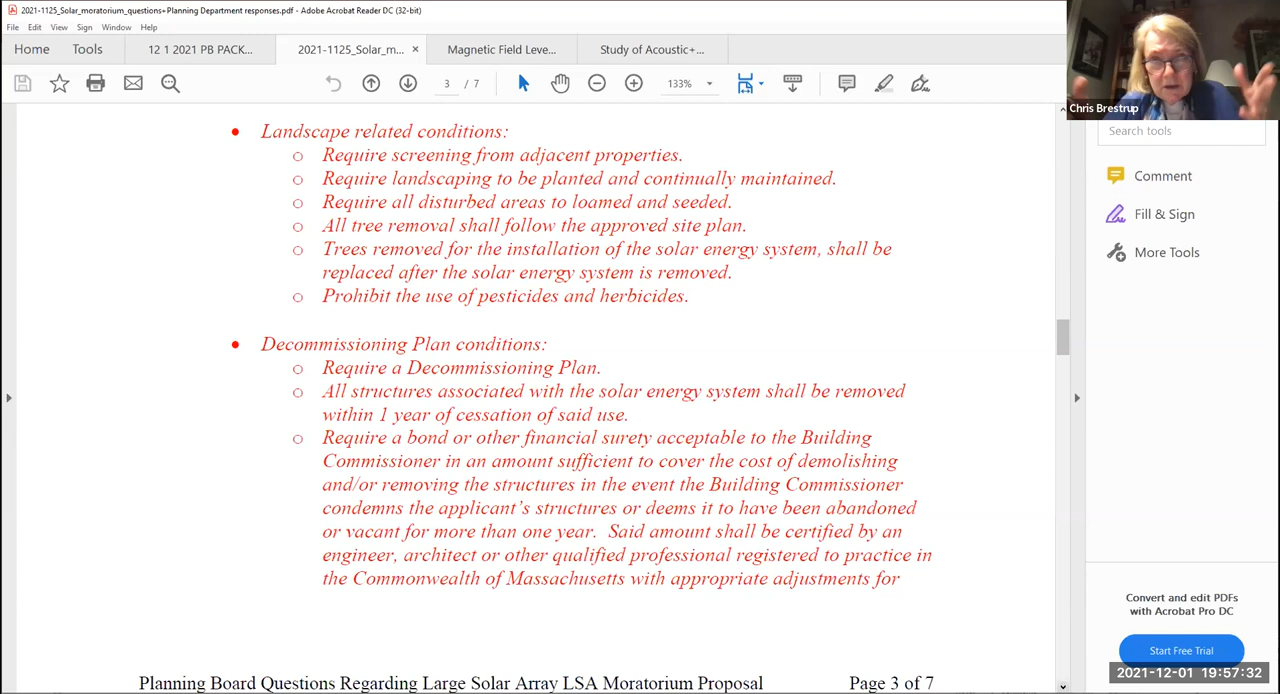 2021-1125_Solar_moratorium_questions+Planning Department responses.pdf - Adobe Acrobat Reader DC (32-bit)
File Edit View Sign Window Help
Home Tools 12 1 2021 PB PACK... 2021-1125_Solar_m... × Magnetic Field Leve... Study of Acoustic+...
3 / 7 133%
Chris Brestrup
Search tools
Comment
Fill & Sign
More Tools
• Landscape related conditions:
o Require screening from adjacent properties.
o Require landscaping to be planted and continually maintained.
o Require all disturbed areas to loamed and seeded.
o All tree removal shall follow the approved site plan.
o Trees removed for the installation of the solar energy system, shall be
replaced after the solar energy system is removed.
o Prohibit the use of pesticides and herbicides.
• Decommissioning Plan conditions:
o Require a Decommissioning Plan.
o All structures associated with the solar energy system shall be removed
within 1 year of cessation of said use.
o Require a bond or other financial surety acceptable to the Building
Commissioner in an amount sufficient to cover the cost of demolishing
and/or removing the structures in the event the Building Commissioner
condemns the applicant's structures or deems it to have been abandoned
or vacant for more than one year. Said amount shall be certified by an
engineer, architect or other qualified professional registered to practice in
the Commonwealth of Massachusetts with appropriate adjustments for
Planning Board Questions Regarding Large Solar Array LSA Moratorium Proposal Page 3 of 7
Convert and edit PDFs
with Acrobat Pro DC
Start Free Trial
2021-12-01 19:57:32